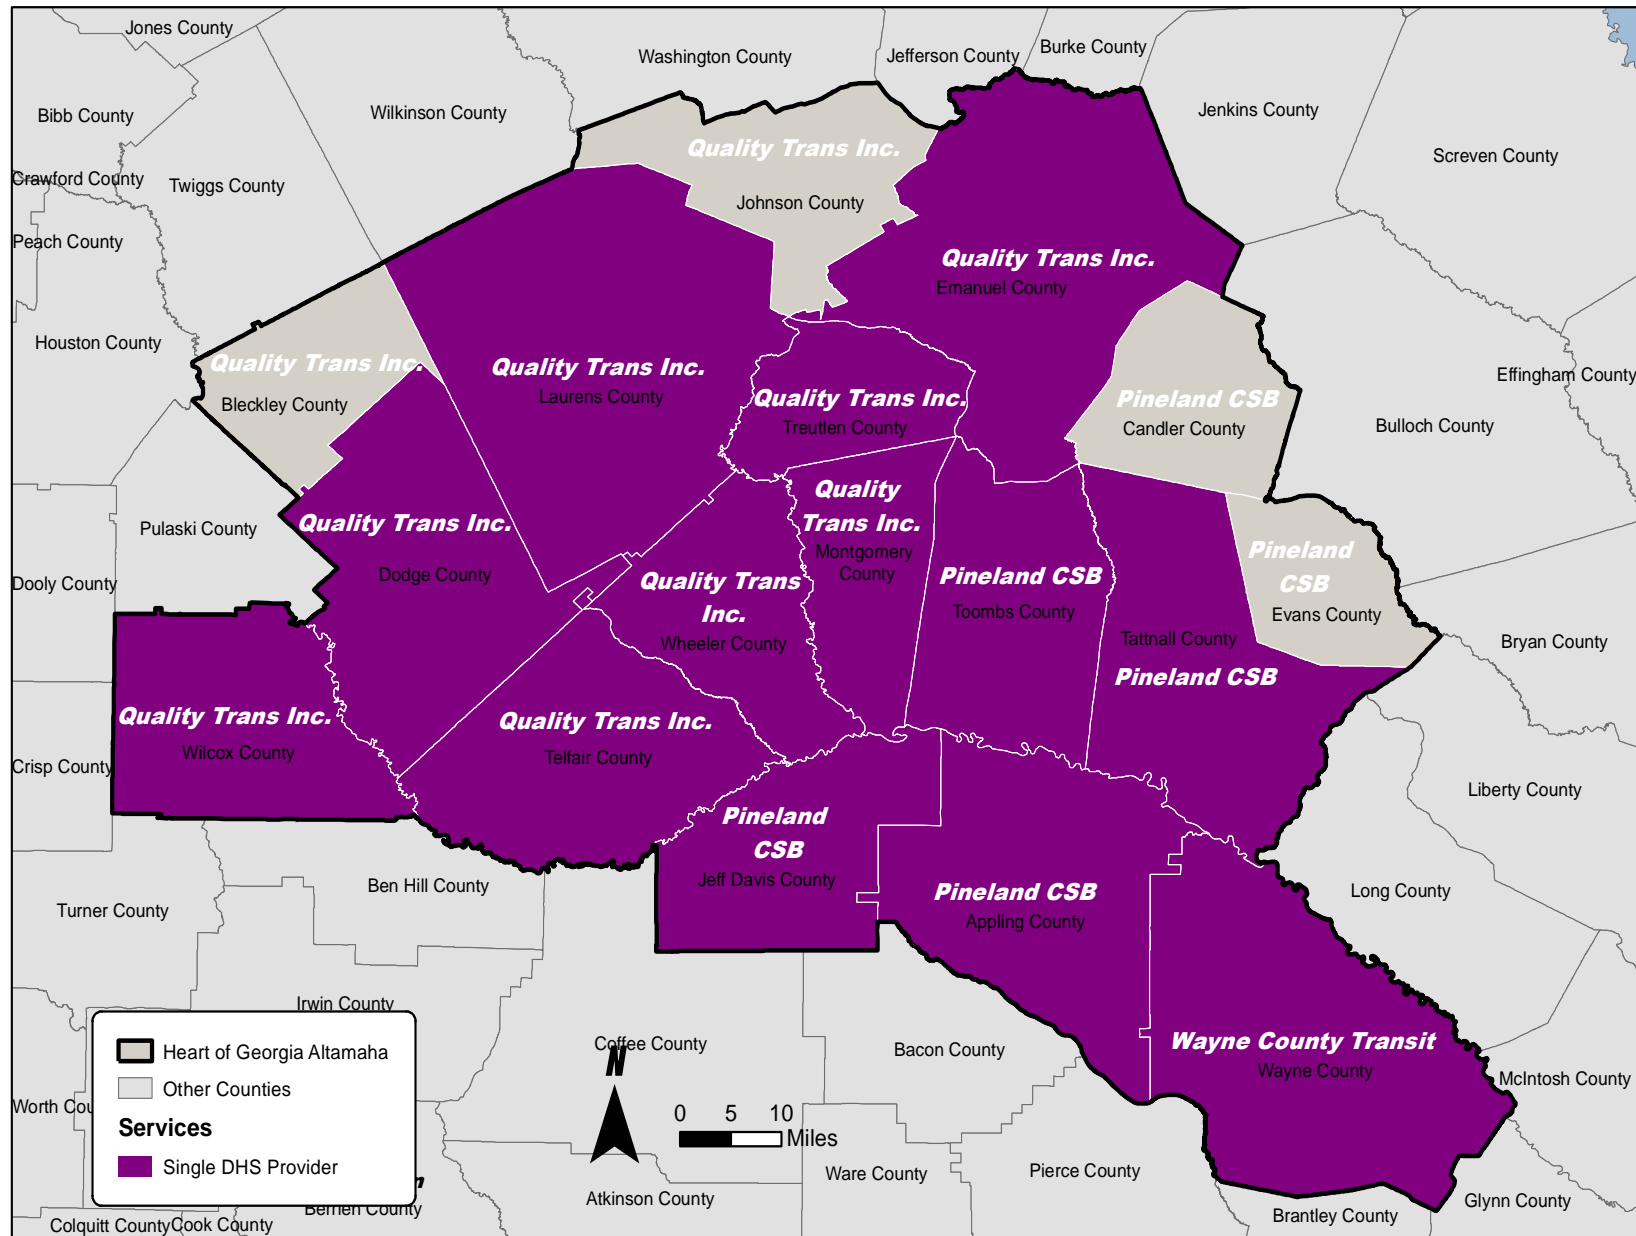 Jones County
Washington County
Jefferson County
Burke County
Bibb County
Wilkinson County
Jenkins County
Screven County
Crawford County
Twiggs County
Quality Trans Inc.
Johnson County
Peach County
Quality Trans Inc.
Emanuel County
Houston County
Quality Trans Inc.
Bleckley County
Quality Trans Inc.
Laurens County
Quality Trans Inc.
Treutlen County
Pineland CSB
Candler County
Effingham County
Bulloch County
Pulaski County
Quality Trans Inc.
Dodge County
Quality
Trans Inc.
Montgomery
County
Dooly County
Quality Trans
Inc.
Wheeler County
Pineland CSB
Toombs County
Tattnall County
Pineland CSB
Pineland
CSB
Evans County
Bryan County
Quality Trans Inc.
Wilcox County
Quality Trans Inc.
Telfair County
Crisp County
Liberty County
Pineland
CSB
Jeff Davis County
Ben Hill County
Pineland CSB
Appling County
Long County
Turner County
Irwin County
Coffee County
Bacon County
Wayne County Transit
Wayne County
McIntosh County
Worth Cou
Heart of Georgia Altamaha
Other Counties
Services
Single DHS Provider
N
0 5 10
Miles
Ware County
Pierce County
Atkinson County
Berrien County
n
Glynn County
Brantley County
Colquitt County
Cook County